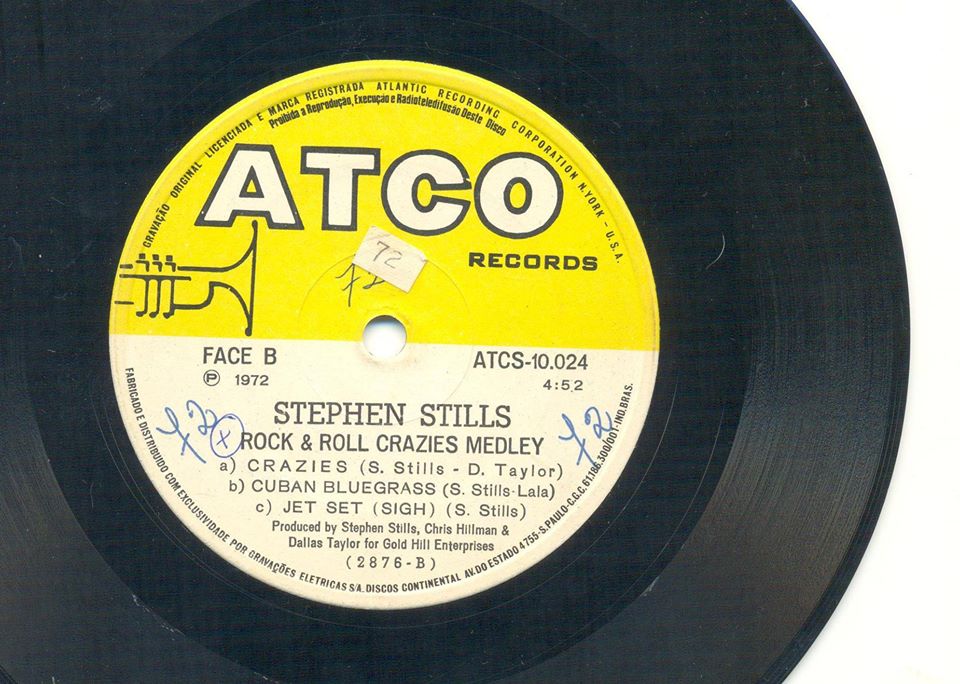 GRAVAÇÃO ORIGINAL LICENCIADA E MARCA REGISTRADA ATLANTIC RECORDING CORPORATION N.YORK - U.S.A.
Proibida a Reprodução, Execução e Radioteledifusão Deste Disco
ATCO
RECORDS
72
72
FACE B
ATCS-10.024
℗ 1972
4:52
STEPHEN STILLS
72
X
72
ROCK & ROLL CRAZIES MEDLEY
a) CRAZIES (S. Stills - D. Taylor)
b) CUBAN BLUEGRASS (S. Stills-Lala)
c) JET SET (SIGH) (S. Stills)
Produced by Stephen Stills, Chris Hillman &
Dallas Taylor for Gold Hill Enterprises
(2876-B)
FABRICADO E DISTRIBUIDO COM EXCLUSIVIDADE POR GRAVAÇÕES ELETRICAS S/A. DISCOS CONTINENTAL AV. DO ESTADO 4755-S.PAULO-C.G.C. 61.186.300/001-IND.BRAS.